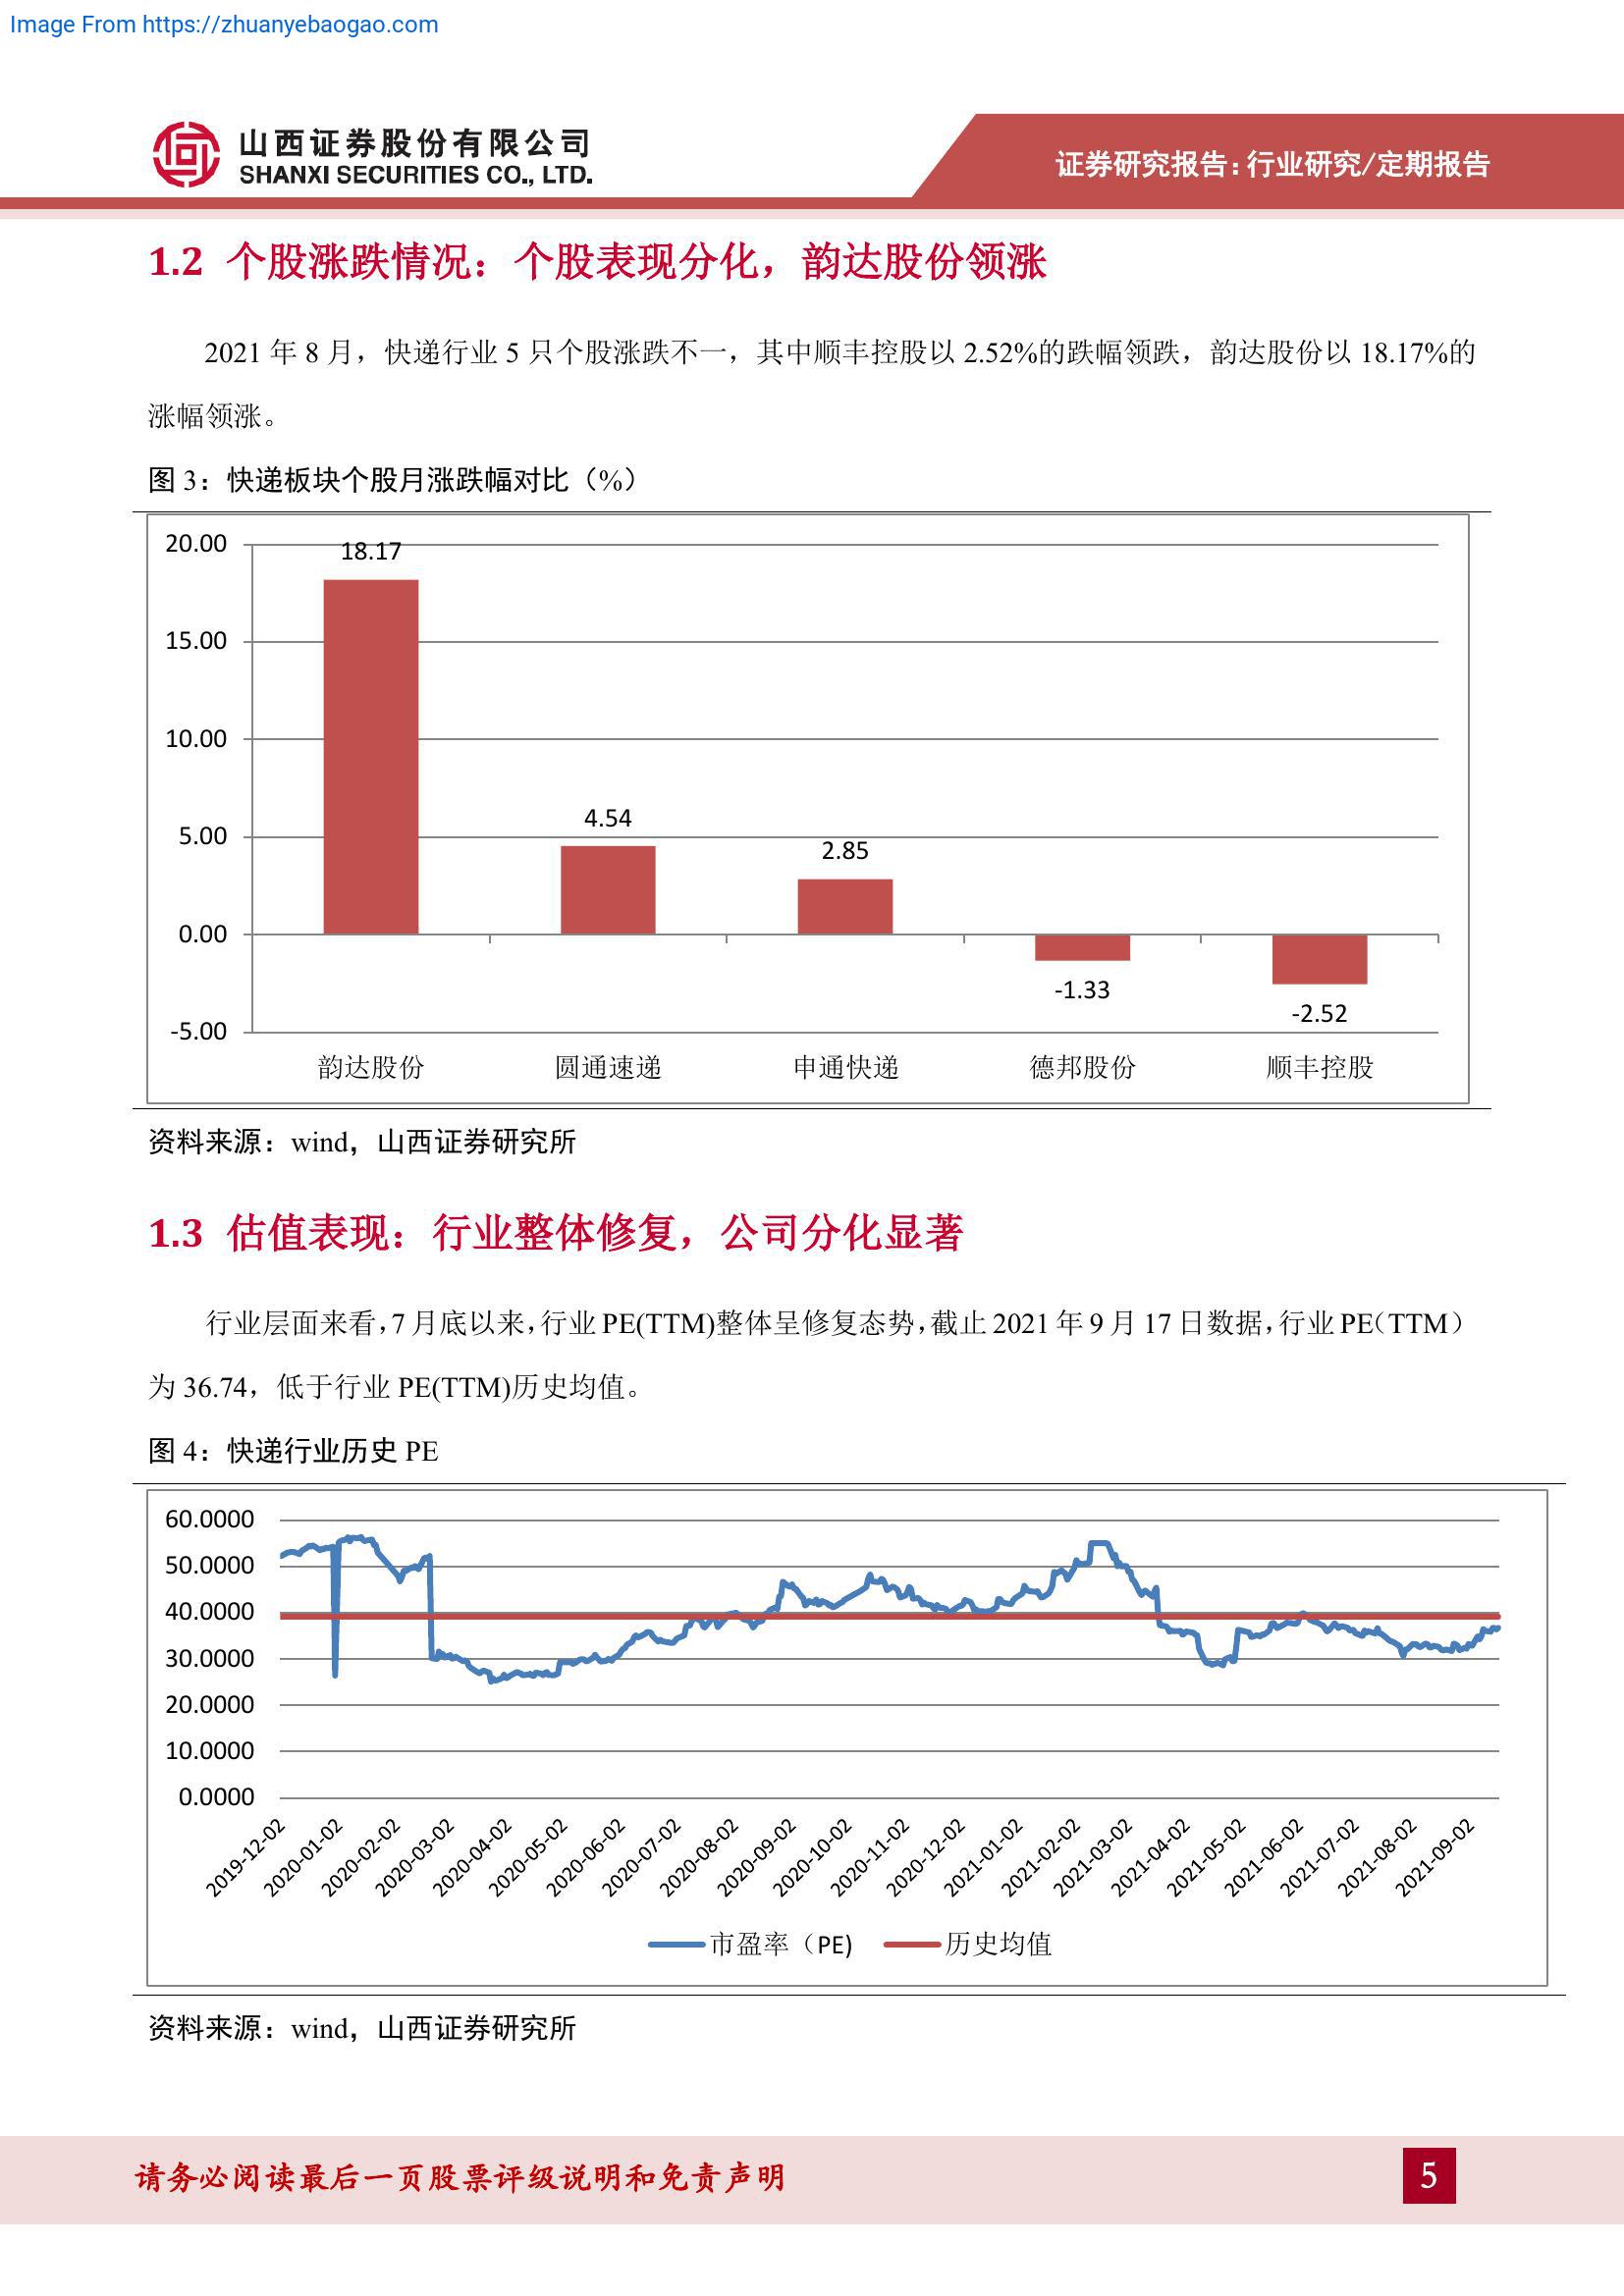 Image From https://zhuanyebaogao.com
山西证券股份有限公司
SHANXI SECURITIES CO., LTD.
证券研究报告:行业研究/定期报告
1.2 个股涨跌情况：个股表现分化，韵达股份领涨
2021 年 8 月，快递行业 5 只个股涨跌不一，其中顺丰控股以 2.52%的跌幅领跌，韵达股份以 18.17%的
涨幅领涨。
图 3：快递板块个股月涨跌幅对比（%）
20.00
18.17
15.00
10.00
4.54
5.00
2.85
0.00
-1.33
-2.52
-5.00
韵达股份 圆通速递 申通快递 德邦股份 顺丰控股
资料来源：wind，山西证券研究所
1.3 估值表现：行业整体修复，公司分化显著
行业层面来看，7 月底以来，行业 PE(TTM)整体呈修复态势，截止 2021 年 9 月 17 日数据，行业 PE（TTM）
为 36.74，低于行业 PE(TTM)历史均值。
图 4：快递行业历史 PE
60.0000
50.0000
40.0000
30.0000
20.0000
10.0000
0.0000
2019-12-02 2020-01-02 2020-02-02 2020-03-02 2020-04-02 2020-05-02 2020-06-02 2020-07-02 2020-08-02 2020-09-02 2020-10-02 2020-11-02 2020-12-02 2021-01-02 2021-02-02 2021-03-02 2021-04-02 2021-05-02 2021-06-02 2021-07-02 2021-08-02 2021-09-02
市盈率（PE) 历史均值
资料来源：wind，山西证券研究所
请务必阅读最后一页股票评级说明和免责声明
5